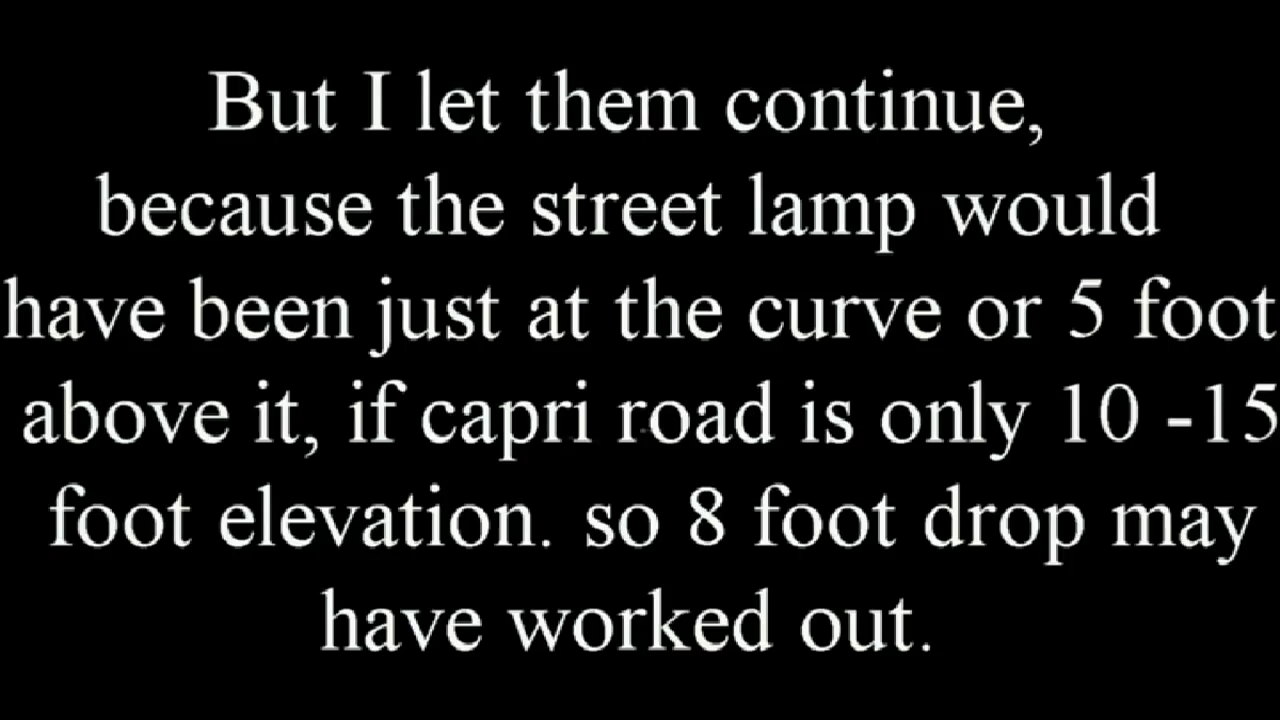 But I let them continue,
because the street lamp would
have been just at the curve or 5 foot
above it, if capri road is only 10 -15
foot elevation. so 8 foot drop may
have worked out.